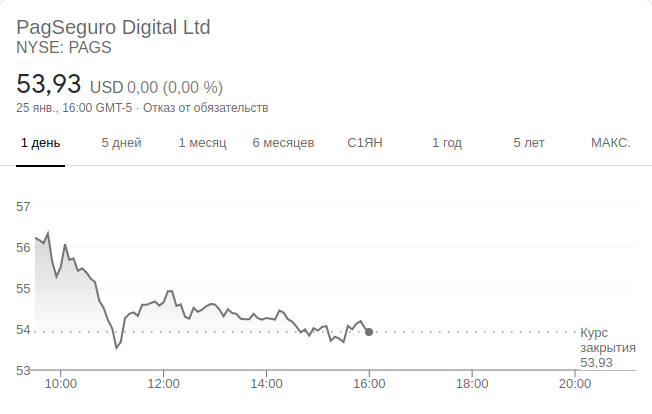 PagSeguro Digital Ltd
NYSE: PAGS
53,93 USD 0,00 (0,00 %)
25 янв., 16:00 GMT-5 · Отказ от обязательств
1 день 5 дней 1 месяц 6 месяцев С1ЯН 1 год 5 лет МАКС.
57
56
55
54
Курс
закрытия
53,93
53
10:00 12:00 14:00 16:00 18:00 20:00